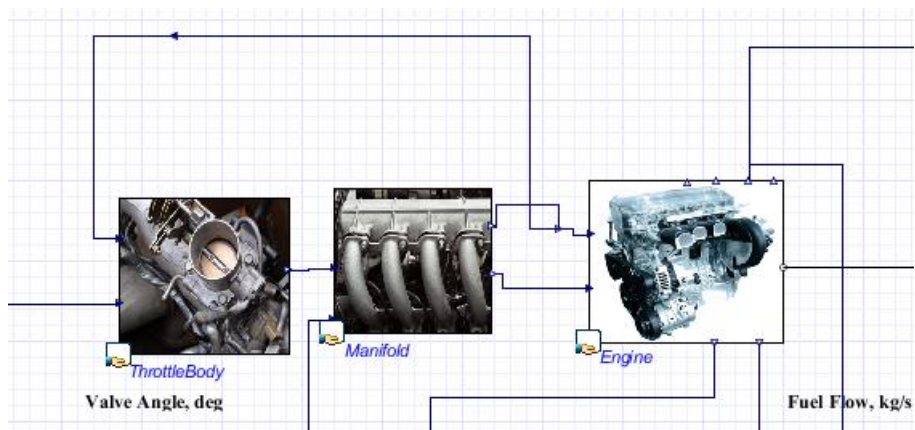 Manifold
Engine
ThrottleBody
Valve Angle, deg
Fuel Flow, kg/s